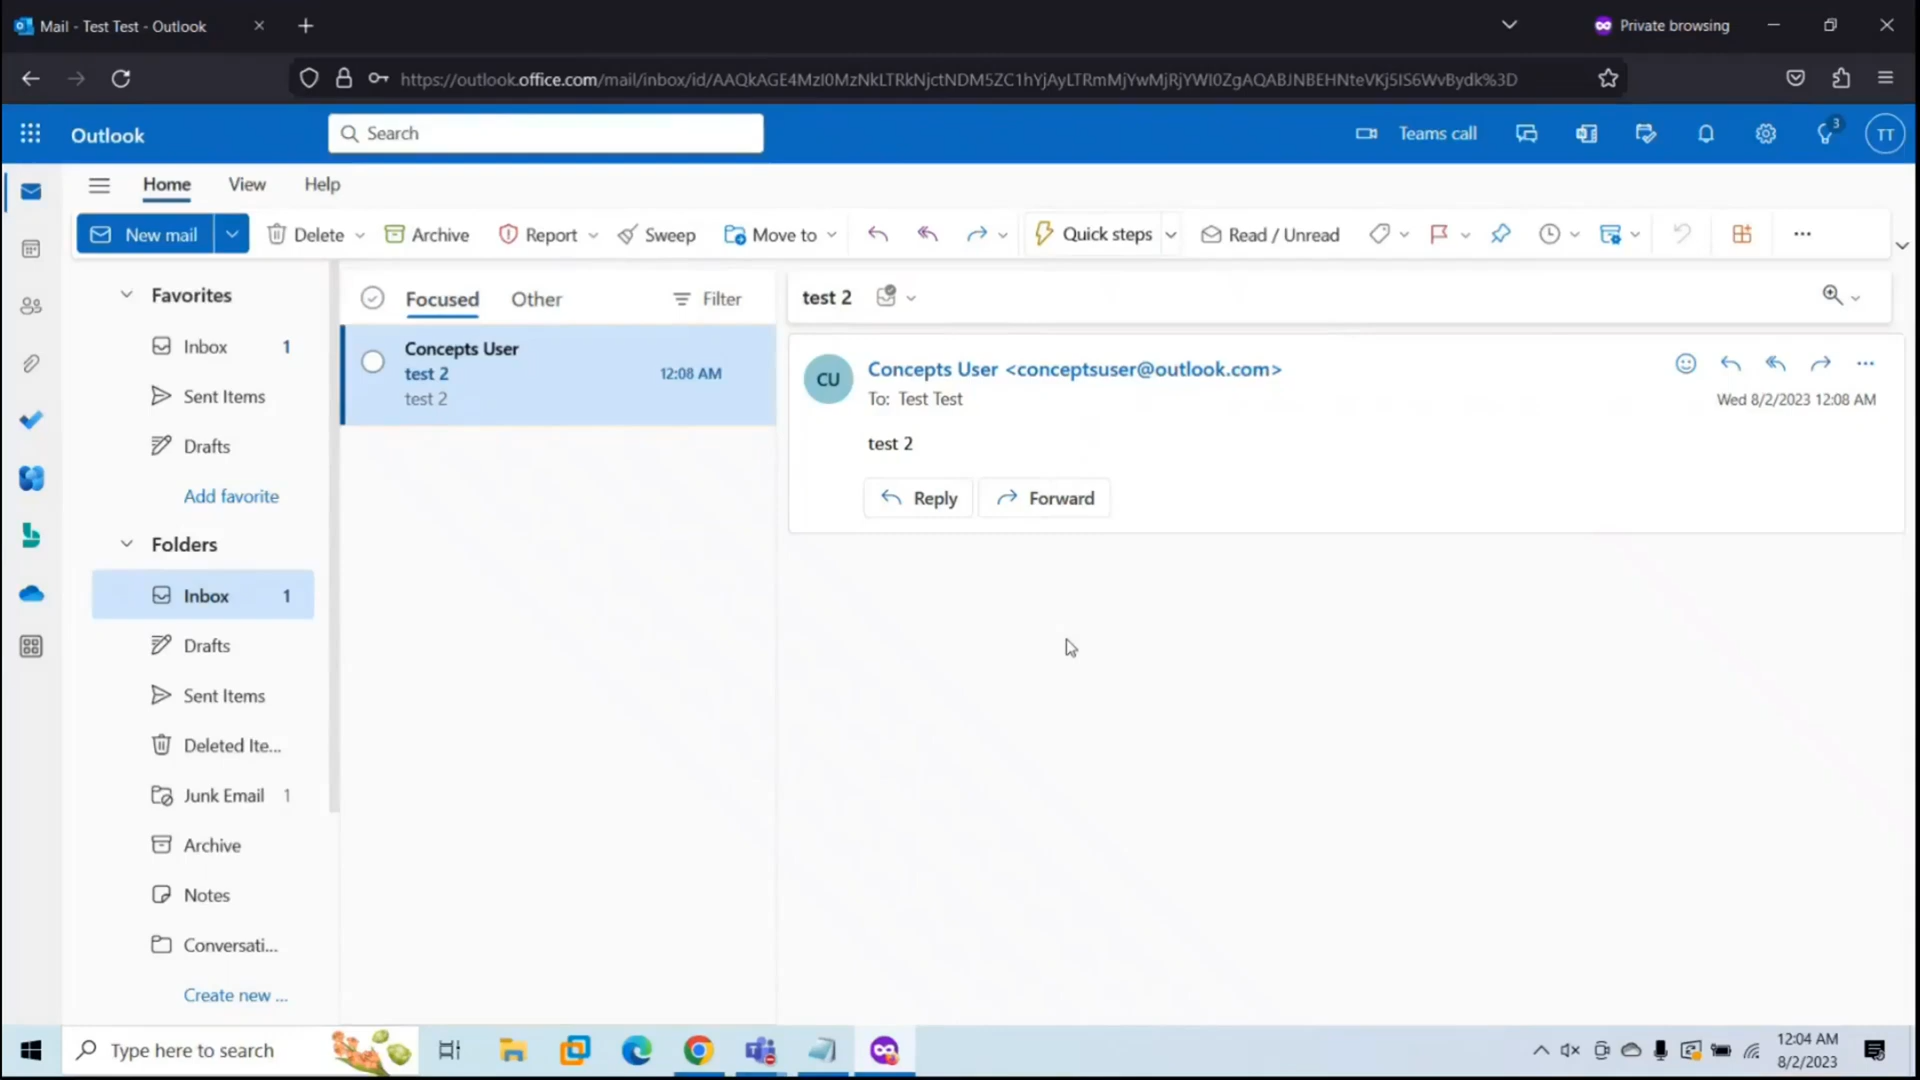 Mail - Test Test - Outlook
Private browsing
https://outlook.office.com/mail/inbox/id/AAQkAGE4MzI0MzNkLTRkNjctNDM5ZC1hYjAyLTRmMjYwMjRjYWI0ZgAQABJNBEHNteVKj5IS6WvBydk%3D
Outlook
Search
Teams call
3
TT
Home
View
Help
New mail
Delete
Archive
Report
Sweep
Move to
Quick steps
Read / Unread
Favorites
Inbox 1
Sent Items
Drafts
Add favorite
Folders
Inbox 1
Drafts
Sent Items
Deleted Ite...
Junk Email 1
Archive
Notes
Conversati...
Create new ...
Focused
Other
Filter
Concepts User
test 2
12:08 AM
test 2
test 2
CU
Concepts User <conceptsuser@outlook.com>
To: Test Test
Wed 8/2/2023 12:08 AM
test 2
Reply
Forward
Type here to search
12:04 AM
8/2/2023